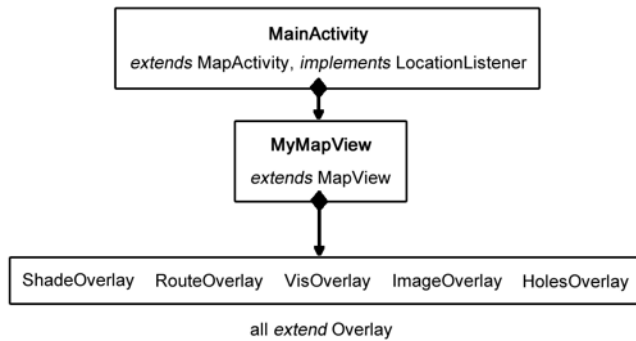 MainActivity
extends MapActivity, implements LocationListener
MyMapView
extends MapView
ShadeOverlay RouteOverlay VisOverlay ImageOverlay HolesOverlay
all extend Overlay